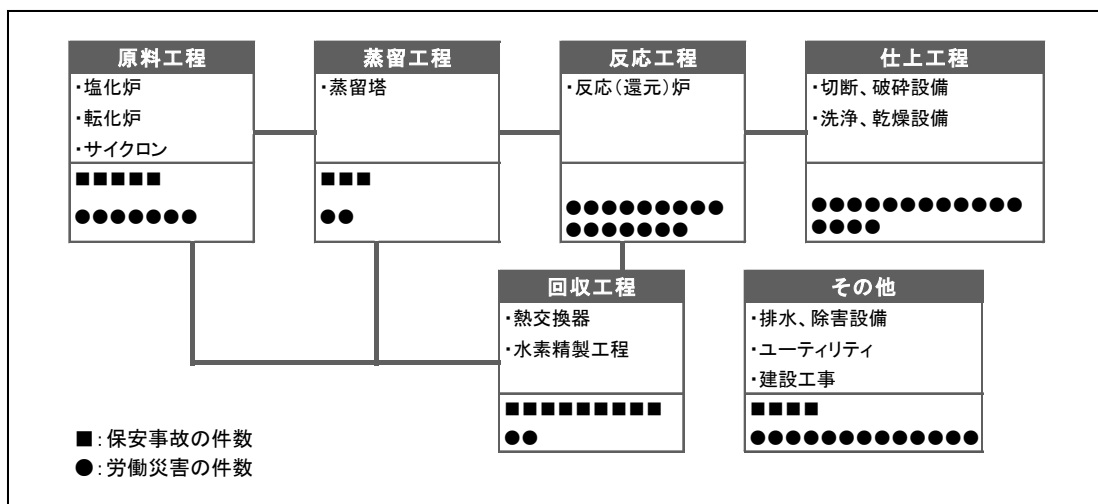 原料工程
・塩化炉
・転化炉
・サイクロン
■■■■■
●●●●●●●
蒸留工程
・蒸留塔
■■■
●●
反応工程
・反応(還元)炉
●●●●●●●●●
●●●●●●●
仕上工程
・切断、破砕設備
・洗浄、乾燥設備
●●●●●●●●●●●●
●●●●
回収工程
・熱交換器
・水素精製工程
■■■■■■■■■
●●
その他
・排水、除害設備
・ユーティリティ
・建設工事
■■■■
●●●●●●●●●●●●●
■：保安事故の件数
●：労働災害の件数